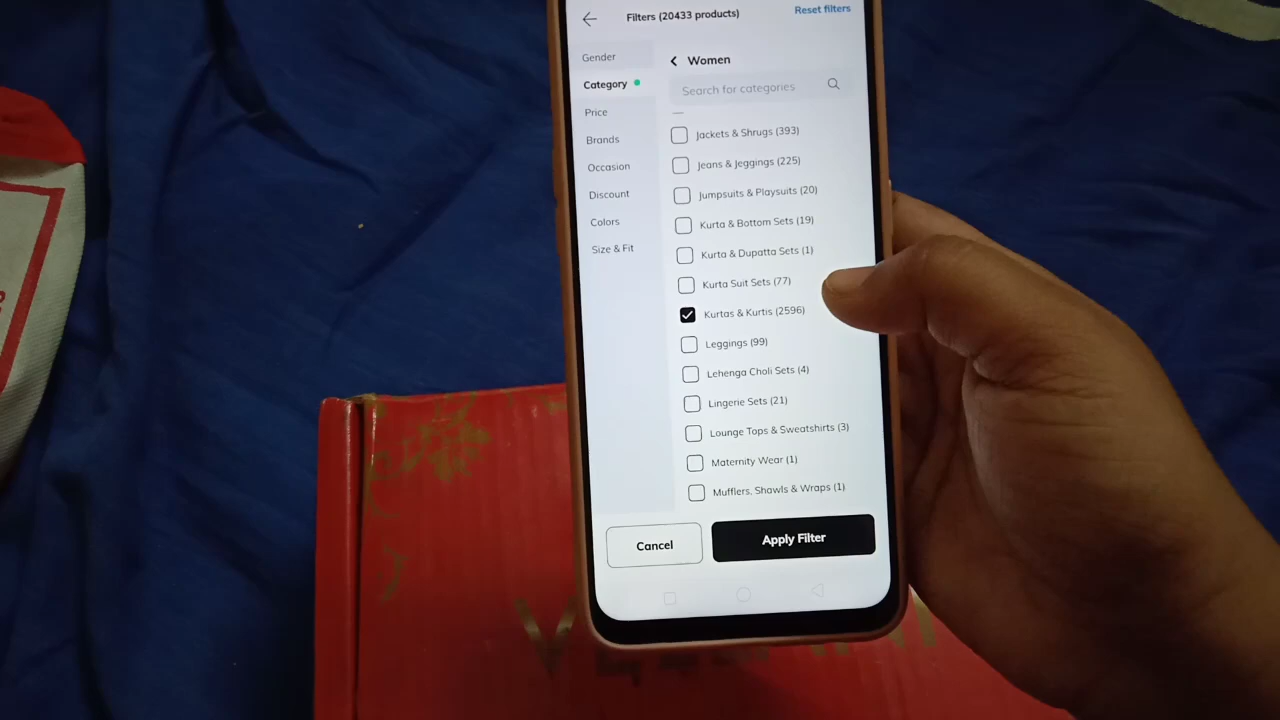 Filters (20433 products)
Reset filters
Gender
Category
Price
Brands
Occasion
Discount
Colors
Size & Fit
Women
Search for categories
Jackets & Shrugs (393)
Jeans & Jeggings (225)
Jumpsuits & Playsuits (20)
Kurta & Bottom Sets (19)
Kurta & Dupatta Sets (1)
Kurta Suit Sets (77)
Kurtas & Kurtis (2596)
Leggings (99)
Lehenga Choli Sets (4)
Lingerie Sets (21)
Lounge Tops & Sweatshirts (3)
Maternity Wear (1)
Mufflers, Shawls & Wraps (1)
Cancel
Apply Filter